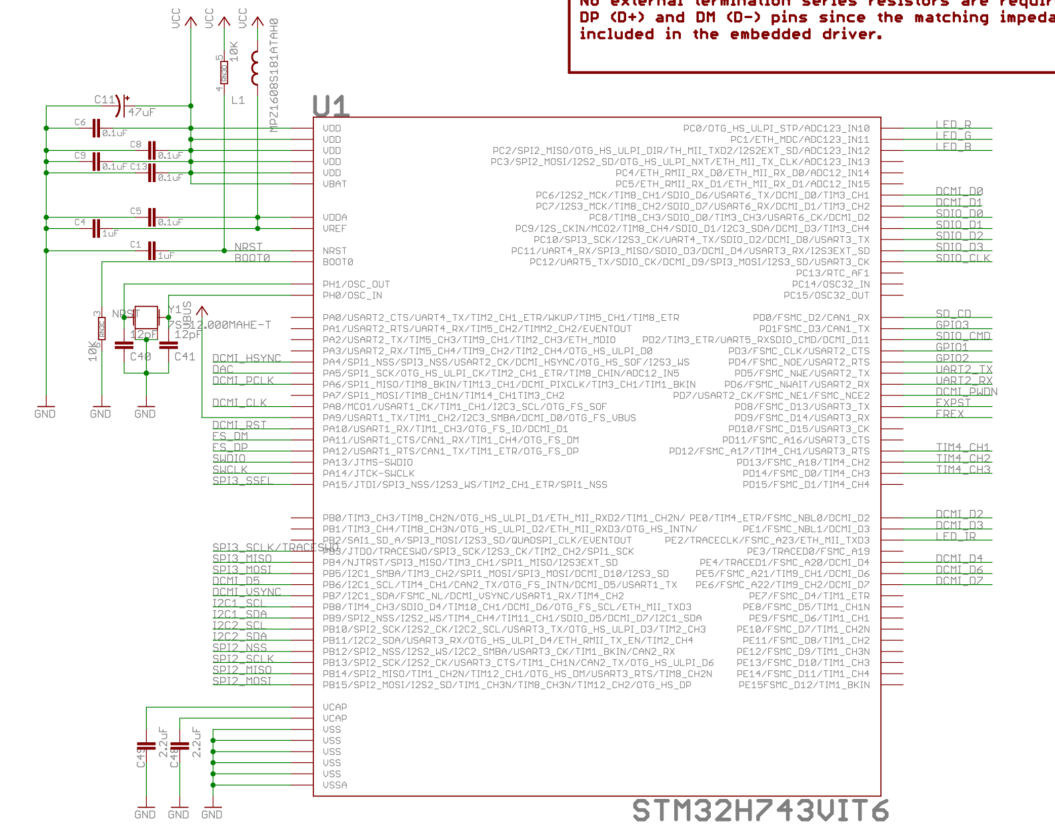 No external termination series resistors are
DP (D+) and DM (D-) pins since the matching
included in the embedded driver.
VCC
VCC
VCC
10K
L1
MPZ1608S181ATAH0
C11
47uF
C6
0.1uF
C8
0.1uF
C9
0.1uF
C13
0.1uF
C5
0.1uF
C4
1uF
C1
1uF
NRST
BOOT0
Y1
12pF
12pF
C40
C41
10K
GND
GND
GND
U1
VDD
VDD
VDD
VDD
VDD
VBAT
VDDA
VREF
NRST
BOOT0
PH1/OSC_OUT
PH0/OSC_IN
PC0/OTG_HS_ULPI_STP/ADC123_IN10
PC1/ETH_MDC/ADC123_IN11
PC2/SPI2_MISO/OTG_HS_ULPI_DIR/TH_MII_TXD2/I2S2EXT_SD/ADC123_IN12
PC3/SPI2_MOSI/I2S2_SD/OTG_HS_ULPI_NXT/ETH_MII_TX_CLK/ADC123_IN13
PC4/ETH_RMII_RX_D0/ETH_MII_RX_D0/ADC12_IN14
PC5/ETH_RMII_RX_D1/ETH_MII_RX_D1/ADC12_IN15
PC6/I2S2_MCK/TIM8_CH1/SDIO_D6/USART6_TX/DCMI_D0/TIM3_CH1
PC7/I2S3_MCK/TIM8_CH2/SDIO_D7/USART6_RX/DCMI_D1/TIM3_CH2
PC8/TIM8_CH3/SDIO_D0/TIM3_CH3/USART6_CK/DCMI_D2
PC9/I2S_CKIN/MCO2/TIM8_CH4/SDIO_D1/I2C3_SDA/DCMI_D3/TIM3_CH4
PC10/SPI3_SCK/I2S3_CK/UART4_TX/SDIO_D2/DCMI_D8/USART3_TX
PC11/UART4_RX/SPI3_MISO/SDIO_D3/DCMI_D4/USART3_RX/I2S3EXT_SD
PC12/UART5_TX/SDIO_CK/DCMI_D9/SPI3_MOSI/I2S3_SD/USART3_CK
PC13/RTC_AF1
PC14/OSC32_IN
PC15/OSC32_OUT
LED_R
LED_G
LED_B
DCMI_D0
DCMI_D1
SDIO_D0
SDIO_D1
SDIO_D2
SDIO_D3
SDIO_CLK
DCMI_HSYNC
DAC
DCMI_PCLK
DCMI_CLK
DCMI_RST
FS_DM
FS_DP
SWDIO
SWCLK
SPI3_SSEL
PA0/USART2_CTS/UART4_TX/TIM2_CH1_ETR/WKUP/TIM5_CH1/TIM8_ETR
PA1/USART2_RTS/UART4_RX/TIM5_CH2/TIMM2_CH2/EVENTOUT
PA2/USART2_TX/TIM5_CH3/TIM9_CH1/TIM2_CH3/ETH_MDIO
PA3/USART2_RX/TIM5_CH4/TIM9_CH2/TIM2_CH4/OTG_HS_ULPI_D0
PA4/SPI1_NSS/SPI3_NSS/USART2_CK/DCMI_HSYNC/OTG_HS_SOF/I2S3_WS
PA5/SPI1_SCK/OTG_HS_ULPI_CK/TIM2_CH1_ETR/TIM8_CHIN/ADC12_IN5
PA6/SPI1_MISO/TIM8_BKIN/TIM13_CH1/DCMI_PIXCLK/TIM3_CH1/TIM1_BKIN
PA7/SPI1_MOSI/TIM8_CH1N/TIM14_CH1TIM3_CH2
PA8/MCO1/USART1_CK/TIM1_CH1/I2C3_SCL/OTG_FS_SOF
PA9/USART1_TX/TIM1_CH2/I2C3_SMBA/DCMI_D0/OTG_FS_VBUS
PA10/USART1_RX/TIM1_CH3/OTG_FS_ID/DCMI_D1
PA11/USART1_CTS/CAN1_RX/TIM1_CH4/OTG_FS_DM
PA12/USART1_RTS/CAN1_TX/TIM1_ETR/OTG_FS_DP
PA13/JTMS-SWDIO
PA14/JTCK-SWCLK
PA15/JTDI/SPI3_NSS/I2S3_WS/TIM2_CH1_ETR/SPI1_NSS
PD0/FSMC_D2/CAN1_RX
PD1FSMC_D3/CAN1_TX
PD2/TIM3_ETR/UART5_RXSDIO_CMD/DCMI_D11
PD3/FSMC_CLK/USART2_CTS
PD4/FSMC_NOE/USART2_RTS
PD5/FSMC_NWE/USART2_TX
PD6/FSMC_NWAIT/USART2_RX
PD7/USART2_CK/FSMC_NE1/FSMC_NCE2
PD8/FSMC_D13/USART3_TX
PD9/FSMC_D14/USART3_RX
PD10/FSMC_D15/USART3_CK
PD11/FSMC_A16/USART3_CTS
PD12/FSMC_A17/TIM4_CH1/USART3_RTS
PD13/FSMC_A18/TIM4_CH2
PD14/FSMC_D0/TIM4_CH3
PD15/FSMC_D1/TIM4_CH4
SD_CD
GPIO3
SDIO_CMD
GPIO1
GPIO2
UART2_TX
UART2_RX
DCMI_PWDN
EXPST
FREX
TIM4_CH1
TIM4_CH2
TIM4_CH3
SPI3_SCLK/TRACESWO
SPI3_MISO
SPI3_MOSI
DCMI_D5
DCMI_VSYNC
I2C1_SCL
I2C1_SDA
I2C2_SCL
I2C2_SDA
SPI2_NSS
SPI2_SCLK
SPI2_MISO
SPI2_MOSI
PB0/TIM3_CH3/TIM8_CH2N/OTG_HS_ULPI_D1/ETH_MII_RXD2/TIM1_CH2N/
PB1/TIM3_CH4/TIM8_CH3N/OTG_HS_ULPI_D2/ETH_MII_RXD3/OTG_HS_INTN/
PB2/SAI1_SD_A/SPI3_MOSI/I2S3_SD/QUADSPI_CLK/EVENTOUT
PB3/JTDO/TRACESWO/SPI3_SCK/I2S3_CK/TIM2_CH2/SPI1_SCK
PB4/NJTRST/SPI3_MISO/TIM3_CH1/SPI1_MISO/I2S3EXT_SD
PB5/I2C1_SMBA/TIM3_CH2/SPI1_MOSI/SPI3_MOSI/DCMI_D10/I2S3_SD
PB6/I2C1_SCL/TIM4_CH1/CAN2_TX/OTG_FS_INTN/DCMI_D5/USART1_TX
PB7/I2C1_SDA/FSMC_NL/DCMI_VSYNC/USART1_RX/TIM4_CH2
PB8/TIM4_CH3/SDIO_D4/TIM10_CH1/DCMI_D6/OTG_FS_SCL/ETH_MII_TXD3
PB9/SPI2_NSS/I2S2_WS/TIM4_CH4/TIM11_CH1/SDIO_D5/DCMI_D7/I2C1_SDA
PB10/SPI2_SCK/I2S2_CK/I2C2_SCL/USART3_TX/OTG_HS_ULPI_D3/TIM2_CH3
PB11/I2C2_SDA/USART3_RX/OTG_HS_ULPI_D4/ETH_RMII_TX_EN/TIM2_CH4
PB12/SPI2_NSS/I2S2_WS/I2C2_SMBA/USART3_CK/TIM1_BKIN/CAN2_RX
PB13/SPI2_SCK/I2S2_CK/USART3_CTS/TIM1_CH1N/CAN2_TX/OTG_HS_ULPI_D6
PB14/SPI2_MISO/TIM1_CH2N/TIM12_CH1/OTG_HS_DM/USART3_RTS/TIM8_CH2N
PB15/SPI2_MOSI/I2S2_SD/TIM1_CH3N/TIM8_CH3N/TIM12_CH2/OTG_HS_DP
PE0/TIM4_ETR/FSMC_NBL0/DCMI_D2
PE1/FSMC_NBL1/DCMI_D3
PE2/TRACECLK/FSMC_A23/ETH_MII_TXD3
PE3/TRACED0/FSMC_A19
PE4/TRACED1/FSMC_A20/DCMI_D4
PE5/FSMC_A21/TIM9_CH1/DCMI_D6
PE6/FSMC_A22/TIM9_CH2/DCMI_D7
PE7/FSMC_D4/TIM1_ETR
PE8/FSMC_D5/TIM1_CH1N
PE9/FSMC_D6/TIM1_CH1
PE10/FSMC_D7/TIM1_CH2N
PE11/FSMC_D8/TIM1_CH2
PE12/FSMC_D9/TIM1_CH3N
PE13/FSMC_D10/TIM1_CH3
PE14/FSMC_D11/TIM1_CH4
PE15FSMC_D12/TIM1_BKIN
DCMI_D2
DCMI_D3
LED_IR
DCMI_D4
DCMI_D6
DCMI_D7
VCAP
VCAP
VSS
VSS
VSS
VSS
VSS
VSSA
2.2uF
2.2uF
GND
GND
GND
STM32H743VIT6